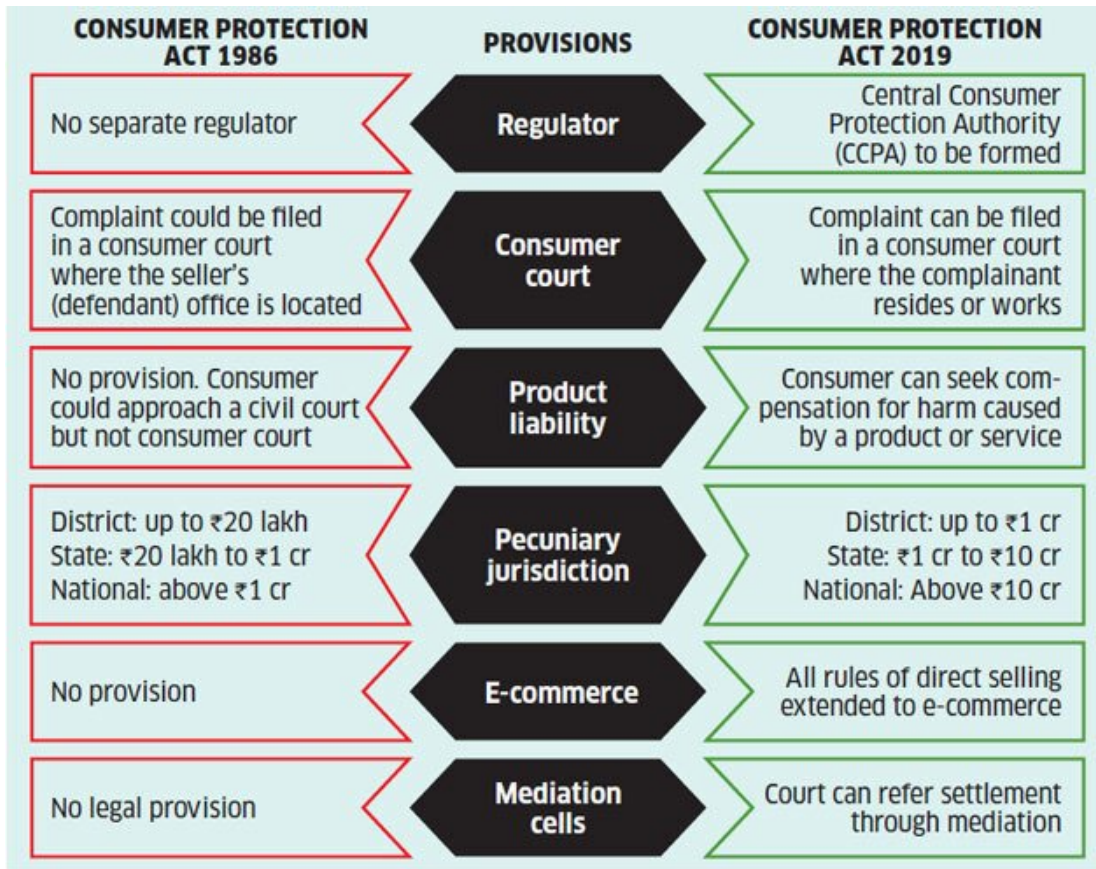 CONSUMER PROTECTION
ACT 1986
PROVISIONS
CONSUMER PROTECTION
ACT 2019
No separate regulator
Regulator
Central Consumer
Protection Authority
(CCPA) to be formed
Complaint could be filed
in a consumer court
where the seller's
(defendant) office is located
Consumer
court
Complaint can be filed
in a consumer court
where the complainant
resides or works
No provision. Consumer
could approach a civil court
but not consumer court
Product
liability
Consumer can seek com-
pensation for harm caused
by a product or service
District: up to ₹20 lakh
State: ₹20 lakh to ₹1 cr
National: above ₹1 cr
Pecuniary
jurisdiction
District: up to ₹1 cr
State: ₹1 cr to ₹10 cr
National: Above ₹10 cr
No provision
E-commerce
All rules of direct selling
extended to e-commerce
No legal provision
Mediation
cells
Court can refer settlement
through mediation